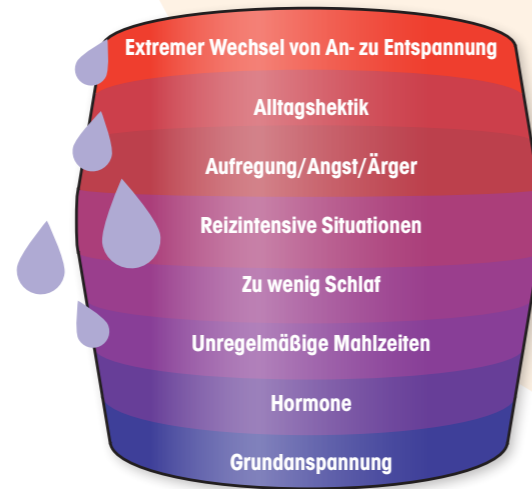 Extremer Wechsel von An- zu Entspannung
Alltagshektik
Aufregung/Angst/Ärger
Reizintensive Situationen
Zu wenig Schlaf
Unregelmäßige Mahlzeiten
Hormone
Grundanspannung